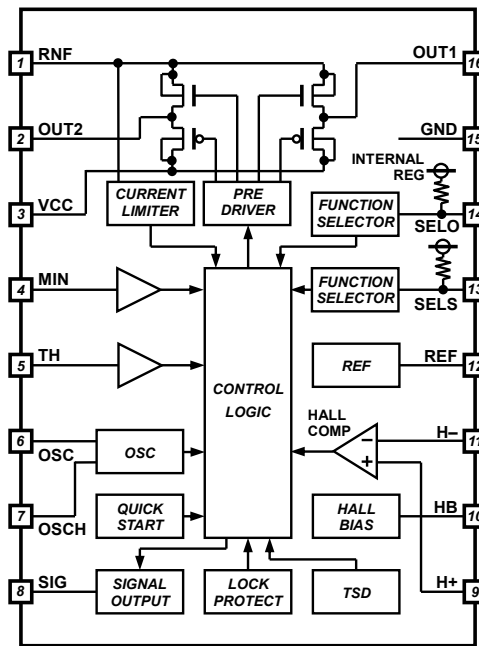 1 RNF
OUT1 16
2 OUT2
GND 15
INTERNAL
REG
3 VCC
CURRENT
LIMITER
PRE
DRIVER
FUNCTION
SELECTOR
14
SELO
4 MIN
FUNCTION
SELECTOR
13
SELS
5 TH
CONTROL
LOGIC
REF
REF 12
HALL
COMP
6
OSC
OSC
H– 11
−
+
7
OSCH
QUICK
START
HALL
BIAS
HB 10
8 SIG
SIGNAL
OUTPUT
LOCK
PROTECT
TSD
H+ 9